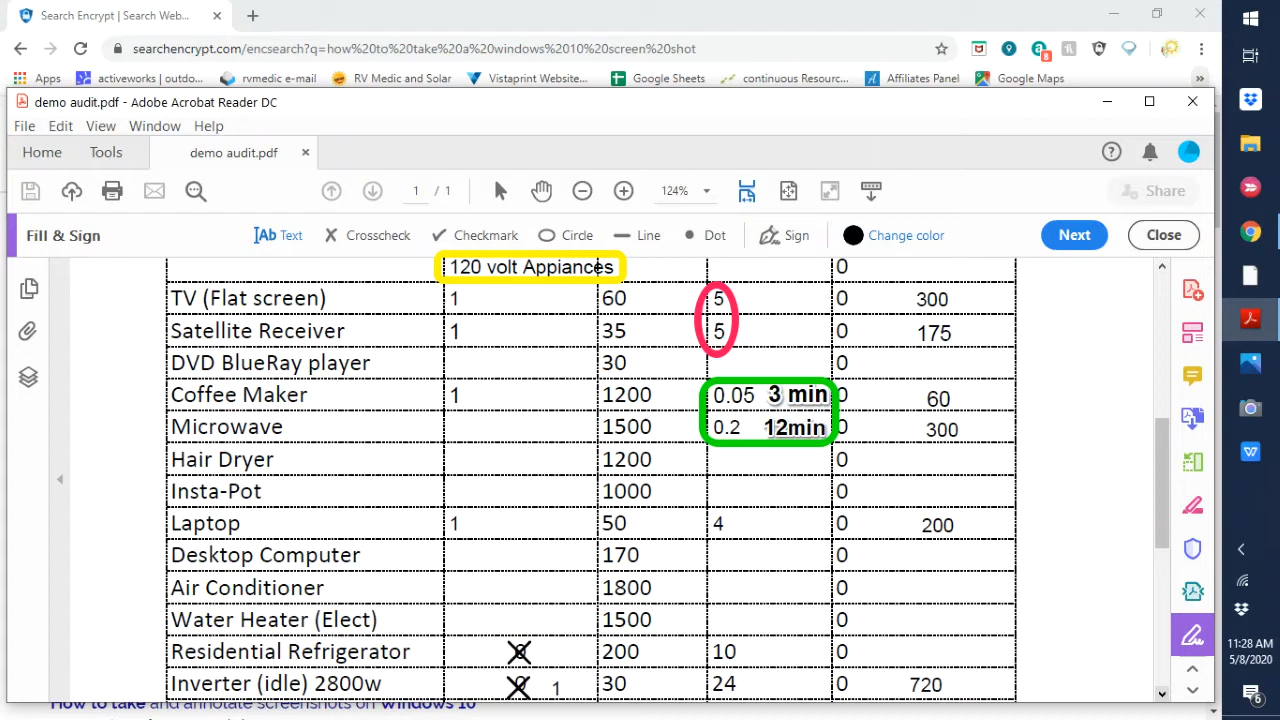 Search Encrypt | Search Web...
searchencrypt.com/encsearch?q=how%20to%20take%20a%20windows%2010%20screen%20shot
8
Apps activeworks | outdo... rvmedic e-mail RV Medic and Solar Vistaprint Website... Google Sheets continuous Resourc... Affiliates Panel Google Maps »
demo audit.pdf - Adobe Acrobat Reader DC
File Edit View Window Help
Home Tools demo audit.pdf ×
1 / 1 124% Share
Fill & Sign Ab Text Crosscheck Checkmark Circle Line Dot Sign Change color Next Close
120 volt Appiances 0
TV (Flat screen) 1 60 5 0 300
Satellite Receiver 1 35 5 0 175
DVD BlueRay player 30 0
Coffee Maker 1 1200 0.05 3 min 0 60
Microwave 1500 0.2 12min 0 300
Hair Dryer 1200 0
Insta-Pot 1000 0
Laptop 1 50 4 0 200
Desktop Computer 170 0
Air Conditioner 1800 0
Water Heater (Elect) 1500 0
Residential Refrigerator 0 200 10 0
Inverter (idle) 2800w 0 1 30 24 0 720
How to take and annotate screenshots on Windows 10
11:28 AM
5/8/2020
6